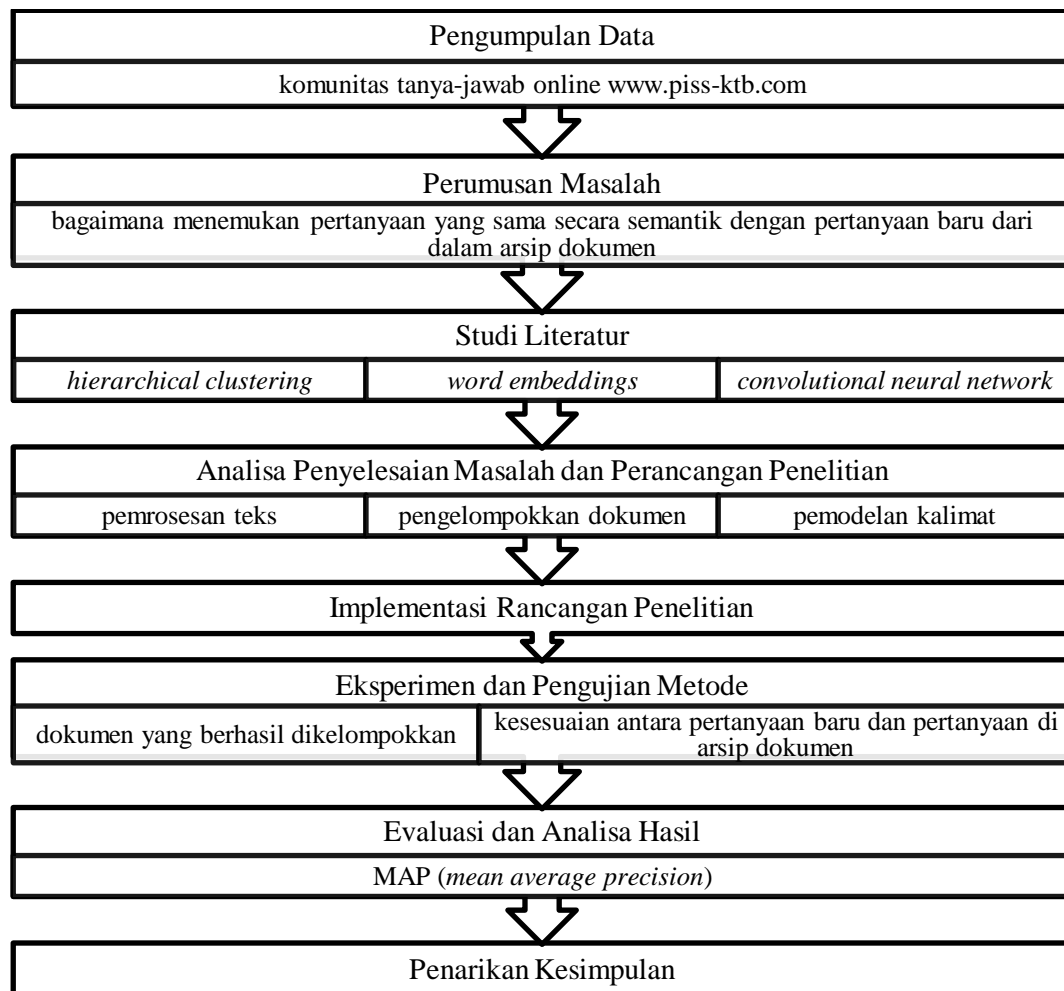 Pengumpulan Data
komunitas tanya-jawab online www.piss-ktb.com
Perumusan Masalah
bagaimana menemukan pertanyaan yang sama secara semantik dengan pertanyaan baru dari
dalam arsip dokumen
Studi Literatur
hierarchical clustering
word embeddings
convolutional neural network
Analisa Penyelesaian Masalah dan Perancangan Penelitian
pemrosesan teks
pengelompokkan dokumen
pemodelan kalimat
Implementasi Rancangan Penelitian
Eksperimen dan Pengujian Metode
dokumen yang berhasil dikelompokkan
kesesuaian antara pertanyaan baru dan pertanyaan di
arsip dokumen
Evaluasi dan Analisa Hasil
MAP (mean average precision)
Penarikan Kesimpulan